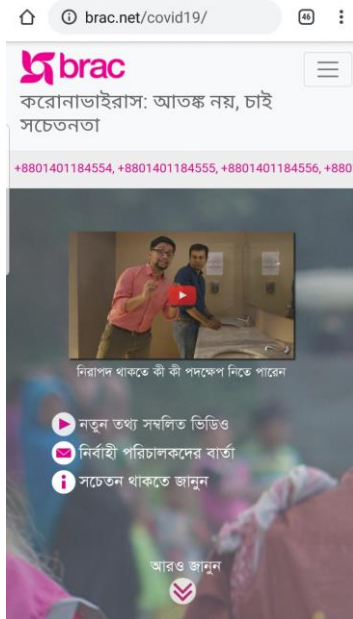 brac.net/covid19/
46
brac
করোনাভাইরাস: আতঙ্ক নয়, চাই
সচেতনতা
+8801401184554, +8801401184555, +8801401184556, +880
নিরাপদ থাকতে কী কী পদক্ষেপ নিতে পারেন
নতুন তথ্য সম্বলিত ভিডিও
নির্বাহী পরিচালকদের বার্তা
সচেতন থাকতে জানুন
আরও জানুন